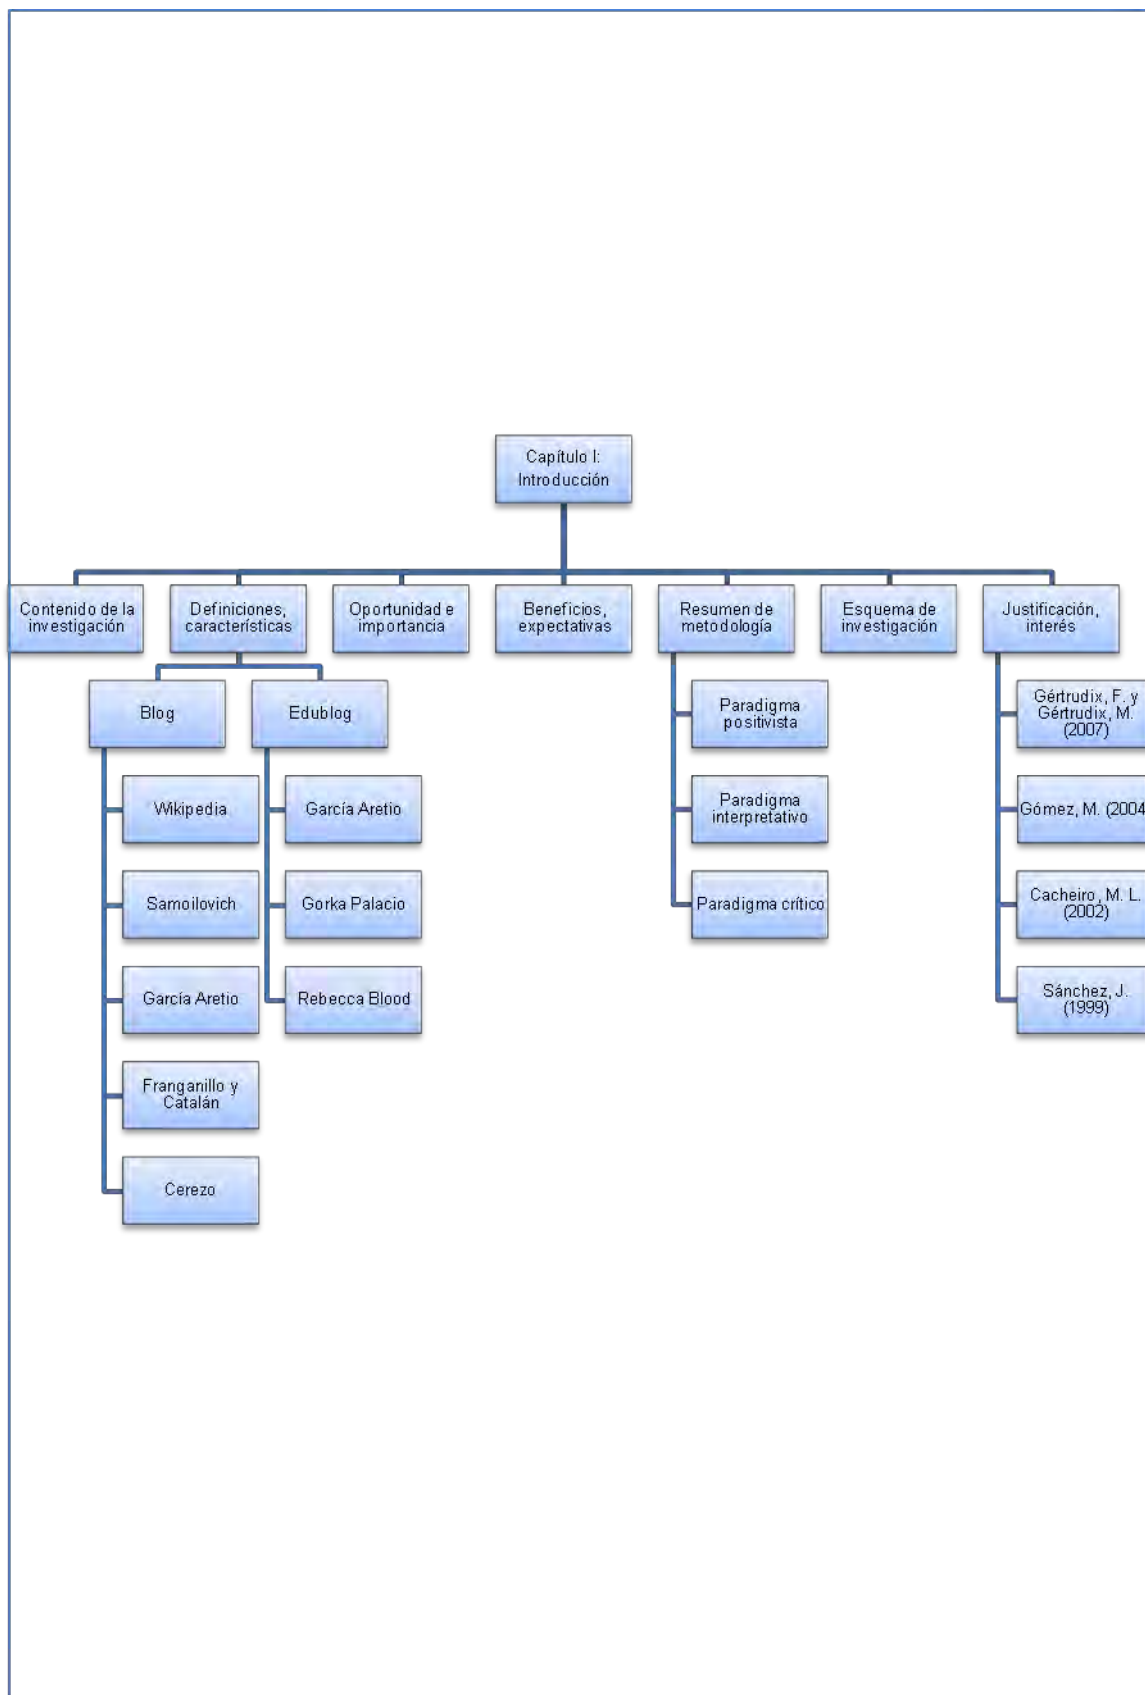 Capítulo I:
Introducción
Contenido de la
investigación
Definiciones,
características
Oportunidad e
importancia
Beneficios,
expectativas
Resumen de
metodología
Esquema de
investigación
Justificación,
interés
Blog
Edublog
Wikipedia
Samoilovich
García Aretio
Franganillo y
Catalán
Cerezo
García Aretio
Gorka Palacio
Rebecca Blood
Paradigma
positivista
Paradigma
interpretativo
Paradigma crítico
Gértrudix, F. y
Gértrudix, M.
(2007)
Gómez, M. (2004
Cacheiro, M. L.
(2002)
Sánchez, J.
(1999)